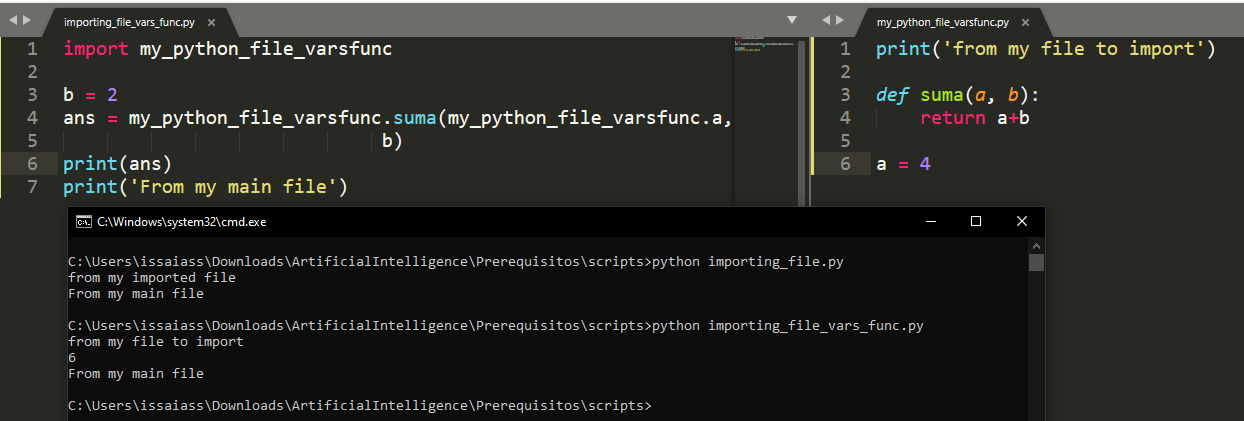 importing_file_vars_func.py ×
1 import my_python_file_varsfunc
2
3 b = 2
4 ans = my_python_file_varsfunc.suma(my_python_file_varsfunc.a,
5 b)
6 print(ans)
7 print('From my main file')
my_python_file_varsfunc.py ×
1 print('from my file to import')
2
3 def suma(a, b):
4 return a+b
5
6 a = 4
C:\Windows\system32\cmd.exe
C:\Users\issaiass\Downloads\ArtificialIntelligence\Prerequisitos\scripts>python importing_file.py
from my imported file
From my main file
C:\Users\issaiass\Downloads\ArtificialIntelligence\Prerequisitos\scripts>python importing_file_vars_func.py
from my file to import
6
From my main file
C:\Users\issaiass\Downloads\ArtificialIntelligence\Prerequisitos\scripts>